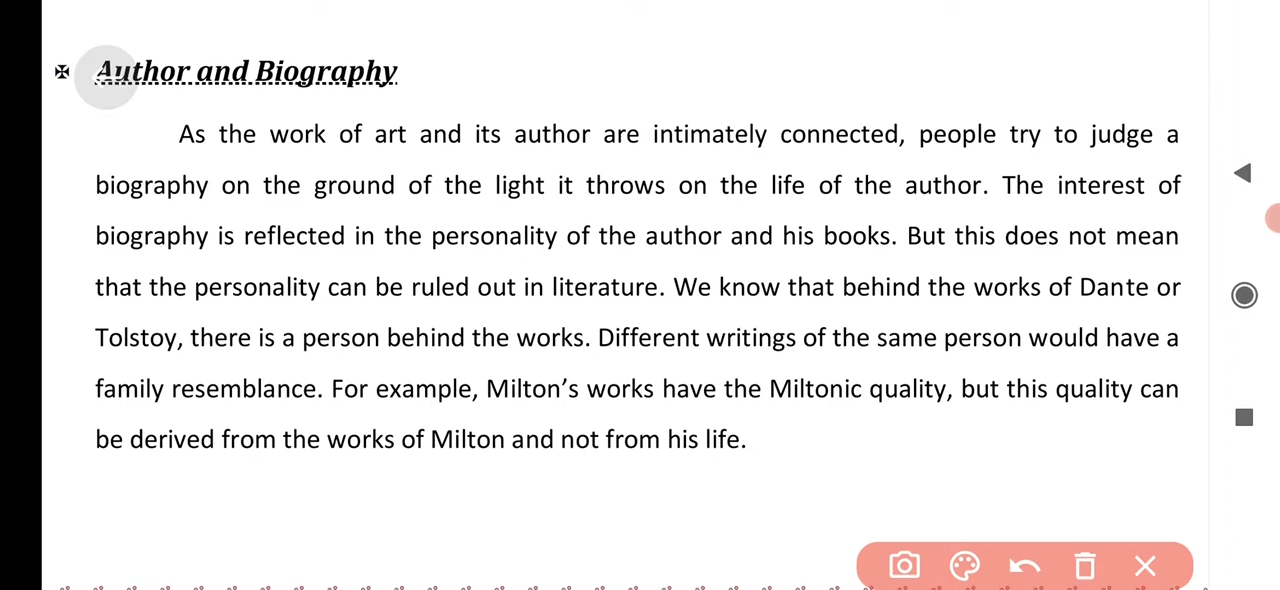 Author and Biography
As the work of art and its author are intimately connected, people try to judge a
biography on the ground of the light it throws on the life of the author. The interest of
biography is reflected in the personality of the author and his books. But this does not mean
that the personality can be ruled out in literature. We know that behind the works of Dante or
Tolstoy, there is a person behind the works. Different writings of the same person would have a
family resemblance. For example, Milton’s works have the Miltonic quality, but this quality can
be derived from the works of Milton and not from his life.